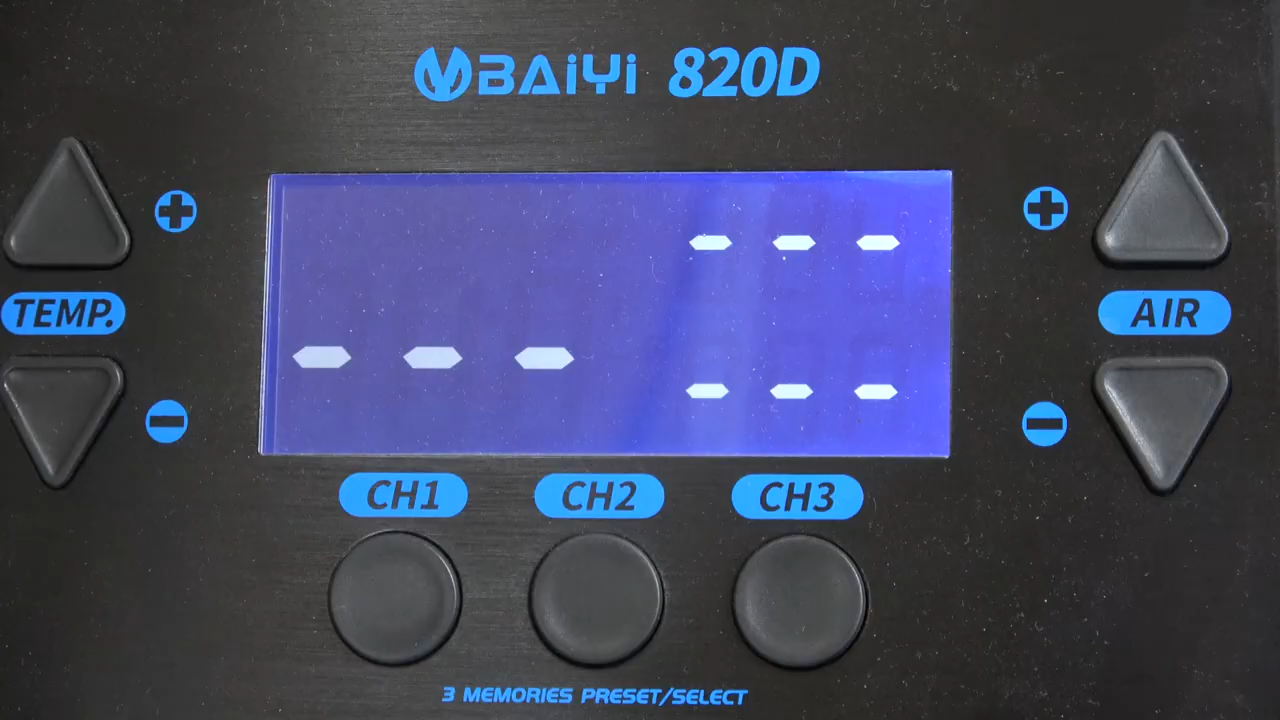 BAiYi 820D
--- ---
---
TEMP.
AIR
CH1 CH2 CH3
3 MEMORIES PRESET/SELECT